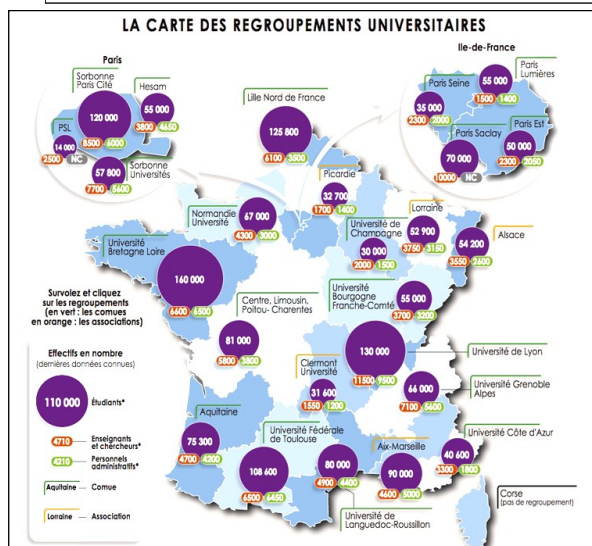 LA CARTE DES REGROUPEMENTS UNIVERSITAIRES
Paris
Sorbonne
Paris Cité
120 000
8500 6000
Hesam
55 000
3800 4650
PSL
14 000
2500 NC
Sorbonne
Universités
57 800
7700 5600
Ile-de-France
Paris
Lumières
55 000
1500 1400
Paris Seine
35 000
2300 2000
Paris Est
50 000
2300 2050
Paris Saclay
70 000
10000 NC
Lille Nord de France
125 800
6100 3500
Picardie
32 700
1700 1400
Normandie
Université
67 000
4300 3000
Université de
Champagne
30 000
2000 1500
Lorraine
52 900
3750 3150
Alsace
54 200
3550 2600
Université
Bretagne Loire
160 000
6600 6500
Survolez et cliquez
sur les regroupements
(en vert : les comues
en orange : les associations)
Centre, Limousin,
Poitou- Charentes
81 000
5800 3800
Université
Bourgogne
Franche-Comté
55 000
3700 3200
130 000
11500 9500
Université de Lyon
Clermont
Université
31 600
1550 1200
66 000
7100 5600
Université Grenoble
Alpes
Effectifs en nombre
(dernières données connues)
110 000
Étudiants*
4710
Enseignants
et chercheurs*
4210
Personnels
administratifs*
Aquitaine — Comue
Lorraine — Association
Aquitaine
75 300
4700 4200
Université Fédérale
de Toulouse
108 600
6500 6450
80 000
4900 4400
Université de
Languedoc-Roussillon
Aix-Marseille
90 000
4600 5000
Université Côte d'Azur
40 600
3300 1800
Corse
(pas de regroupement)